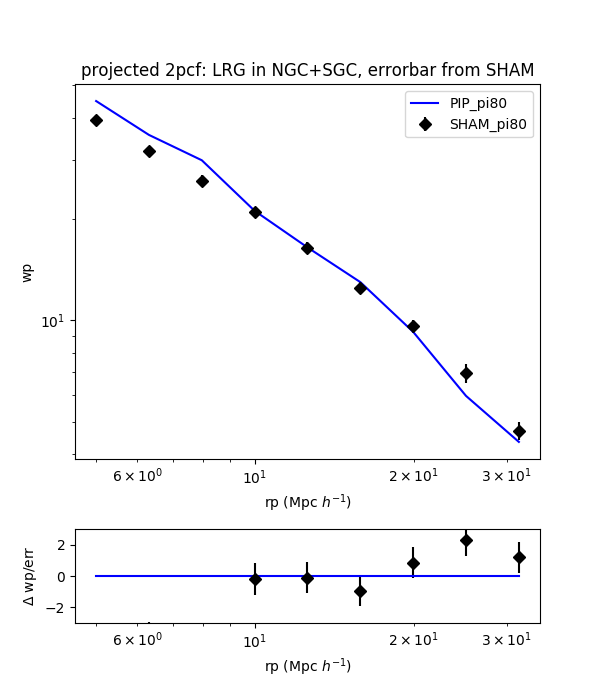 projected 2pcf: LRG in NGC+SGC, errorbar from SHAM
PIP_pi80
SHAM_pi80
wp
10¹
6 × 10⁰ 10¹ 2 × 10¹ 3 × 10¹
rp (Mpc h⁻¹)
2
0
−2
Δ wp/err
6 × 10⁰ 10¹ 2 × 10¹ 3 × 10¹
rp (Mpc h⁻¹)